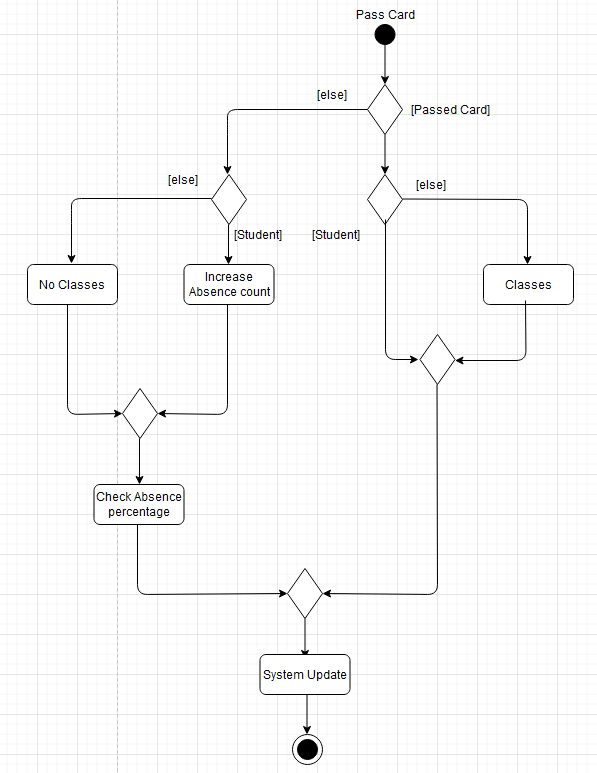 Pass Card
[else]
[Passed Card]
[else]
[else]
[Student]
[Student]
No Classes
Increase
Absence count
Classes
Check Absence
percentage
System Update